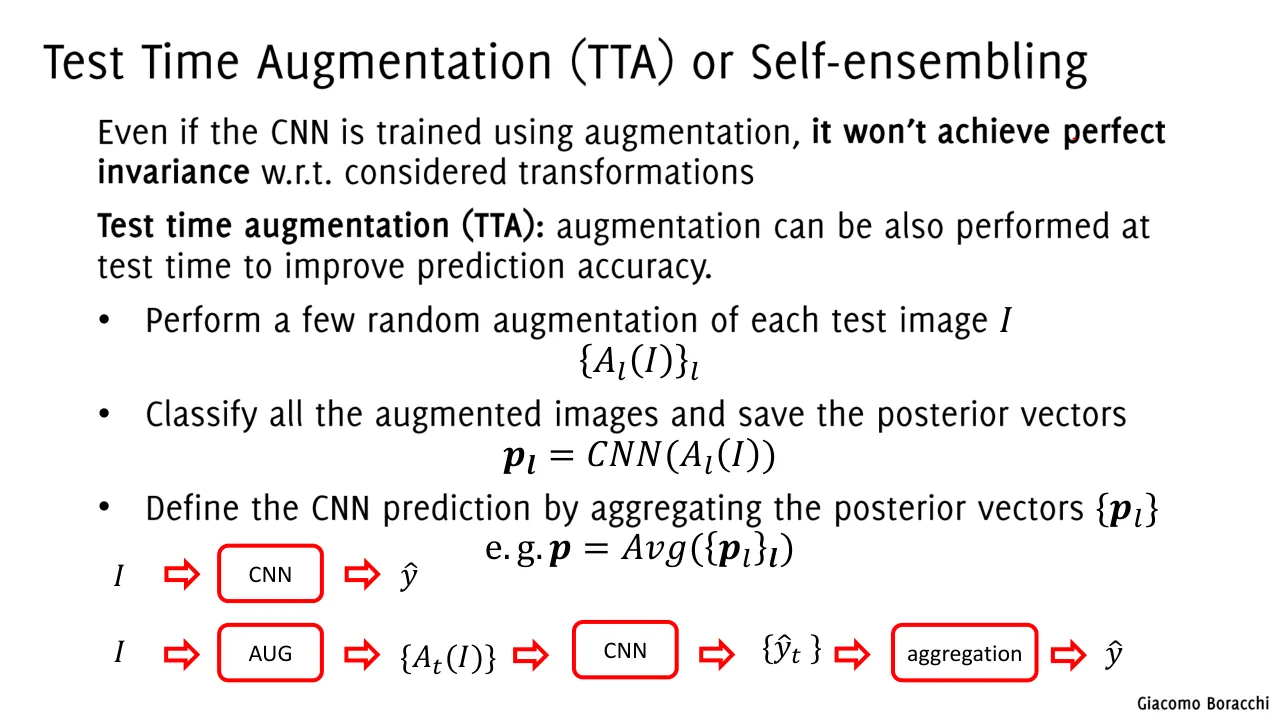 Test Time Augmentation (TTA) or Self-ensembling
Even if the CNN is trained using augmentation, it won't achieve perfect
invariance w.r.t. considered transformations
Test time augmentation (TTA): augmentation can be also performed at
test time to improve prediction accuracy.
• Perform a few random augmentation of each test image I
{A_l(I)}_l
• Classify all the augmented images and save the posterior vectors
p_l = CNN(A_l(I))
• Define the CNN prediction by aggregating the posterior vectors {p_l}
e.g. p = Avg({p_l}_l)
I ⇨ CNN ⇨ ŷ
I ⇨ AUG ⇨ {A_t(I)} ⇨ CNN ⇨ {ŷ_t } ⇨ aggregation ⇨ ŷ
Giacomo Boracchi